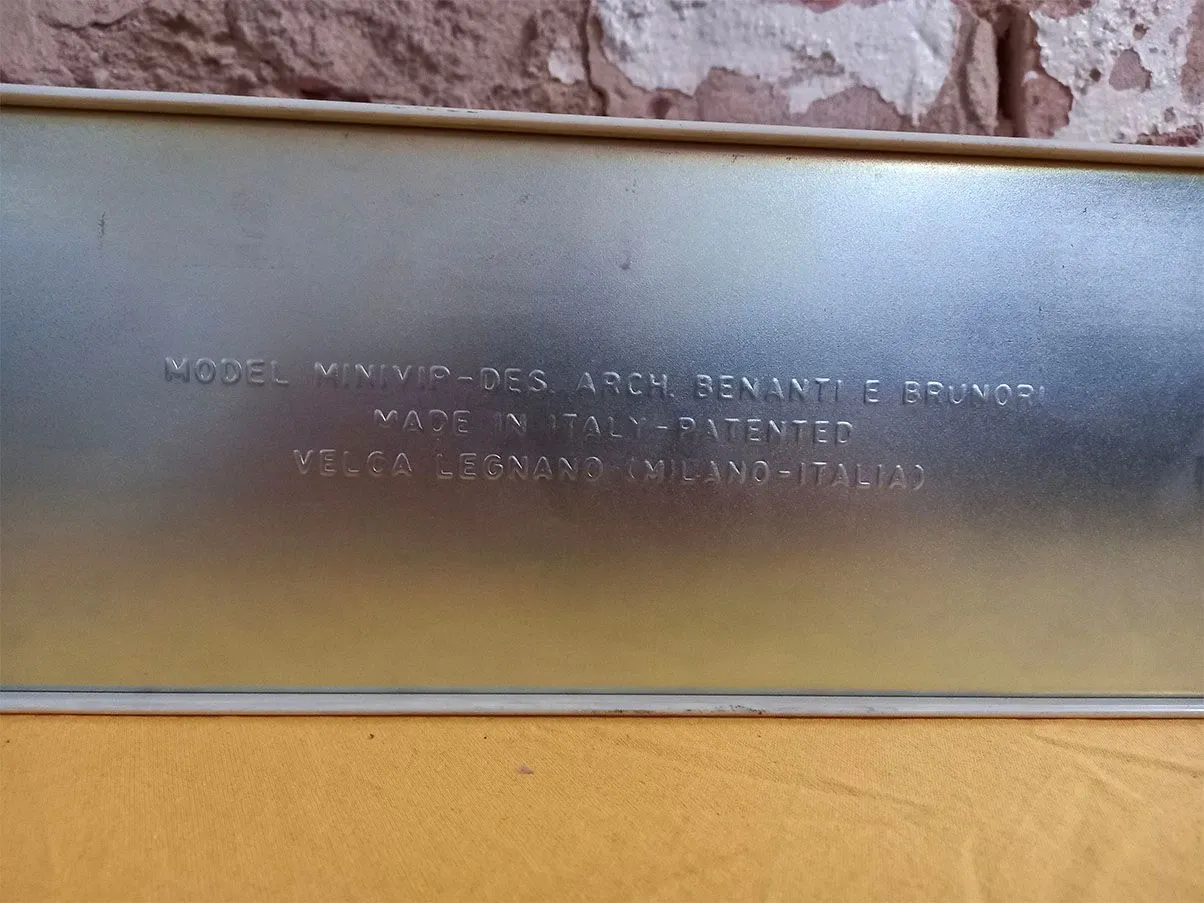 MODEL MINIVIP-DES. ARCH. BENANTI E BRUNORI
MADE IN ITALY-PATENTED
VELCA LEGNANO (MILANO-ITALIA)